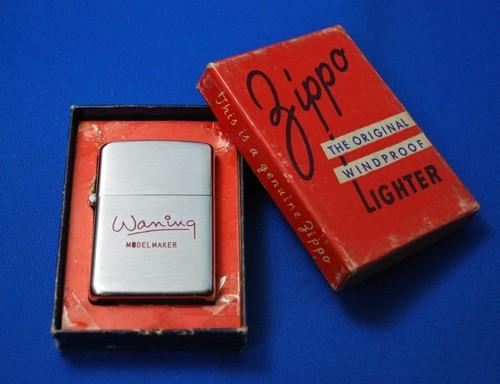 Zippo
THE ORIGINAL
WINDPROOF
LIGHTER
This is a genuine Zippo
Waning
MODELMAKER